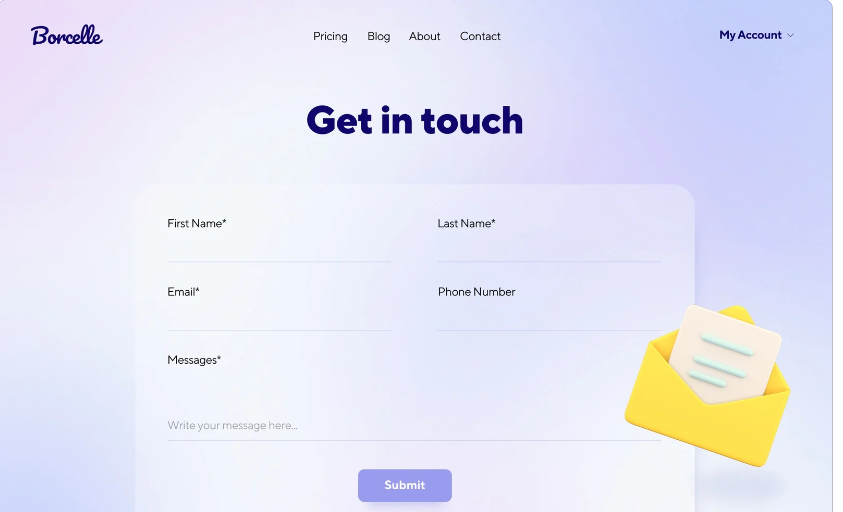 Borcelle
Pricing Blog About Contact
My Account
Get in touch
First Name*
Last Name*
Email*
Phone Number
Messages*
Write your message here...
Submit